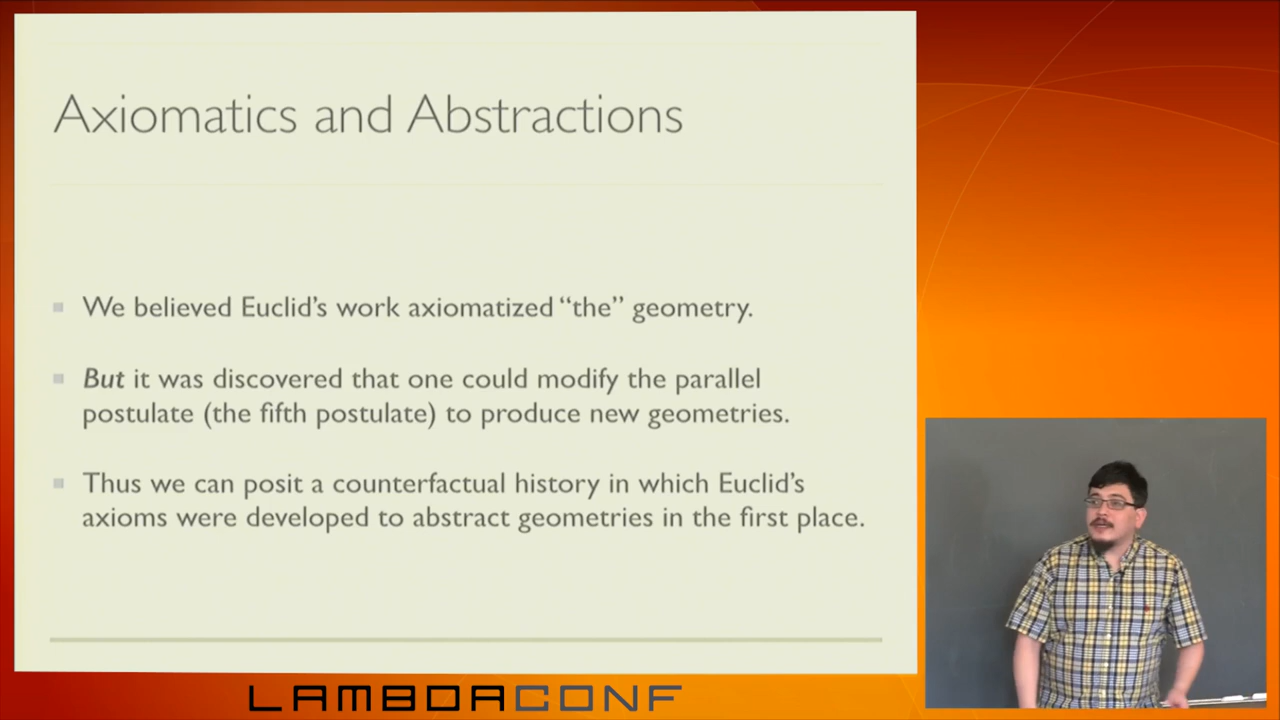 Axiomatics and Abstractions
We believed Euclid's work axiomatized “the” geometry.
But it was discovered that one could modify the parallel
postulate (the fifth postulate) to produce new geometries.
Thus we can posit a counterfactual history in which Euclid's
axioms were developed to abstract geometries in the first place.
LAMBDACONF